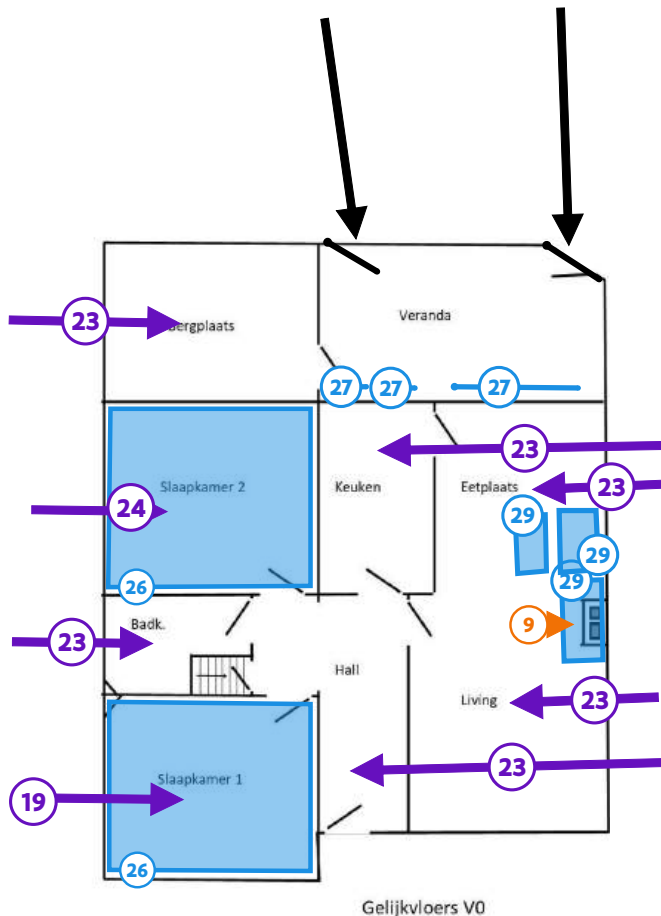 Veranda
23
Bergplaats
27
27
27
23
Slaapkamer 2
Keuken
Eetplaats
23
24
29
29
26
29
Badk.
9
23
Hall
Living
23
Slaapkamer 1
23
19
26
Gelijkvloers V0